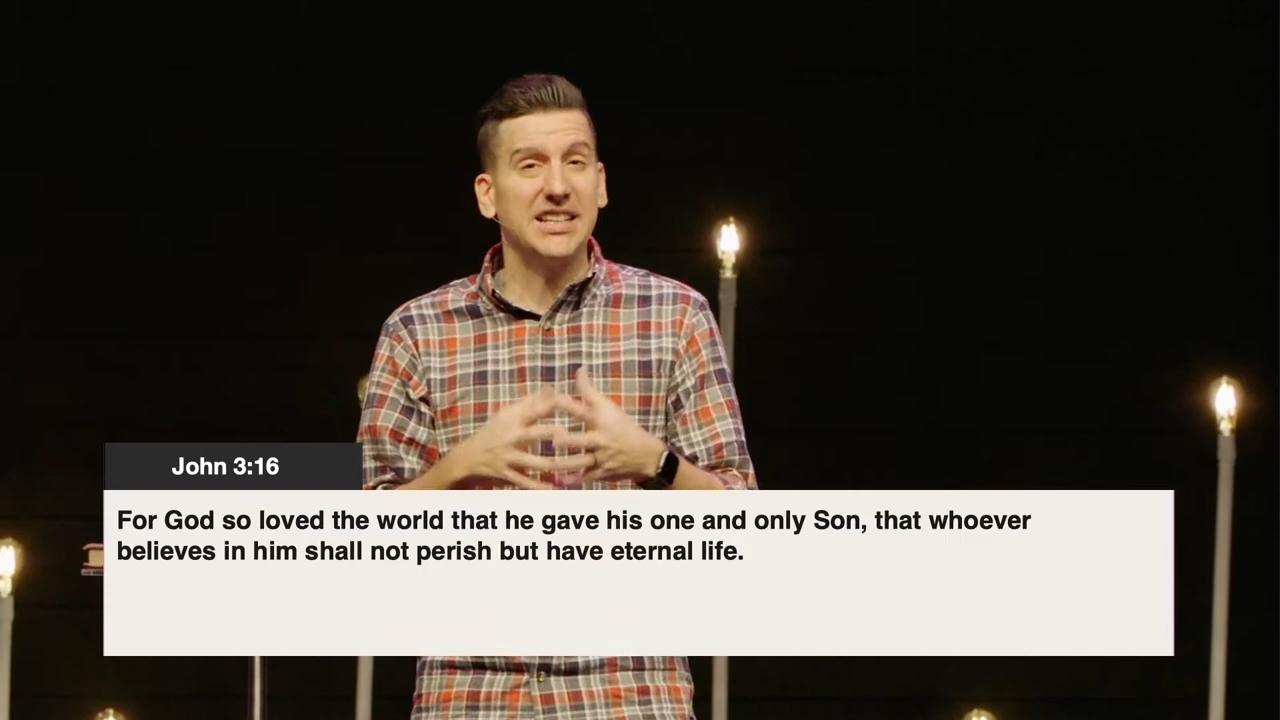 John 3:16
For God so loved the world that he gave his one and only Son, that whoever
believes in him shall not perish but have eternal life.